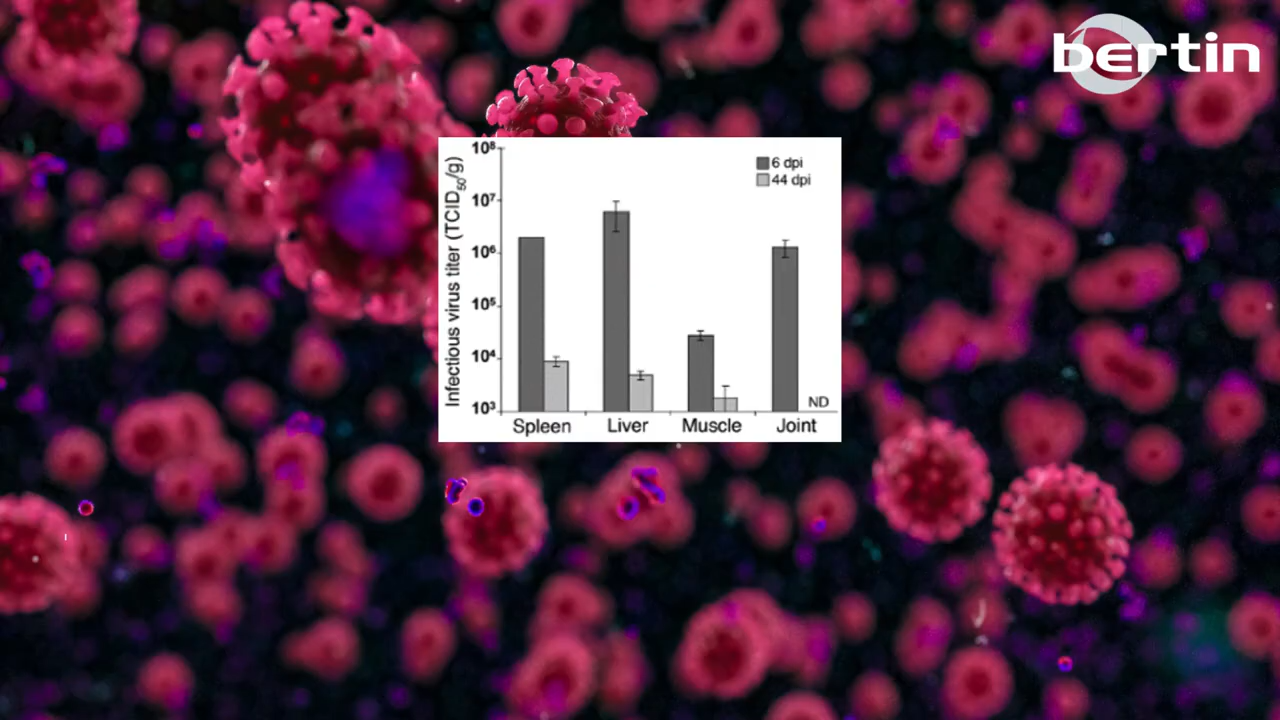 bertin
Infectious virus titer (TCID50/g)
10⁸
10⁷
10⁶
10⁵
10⁴
10³
6 dpi
44 dpi
ND
Spleen Liver Muscle Joint